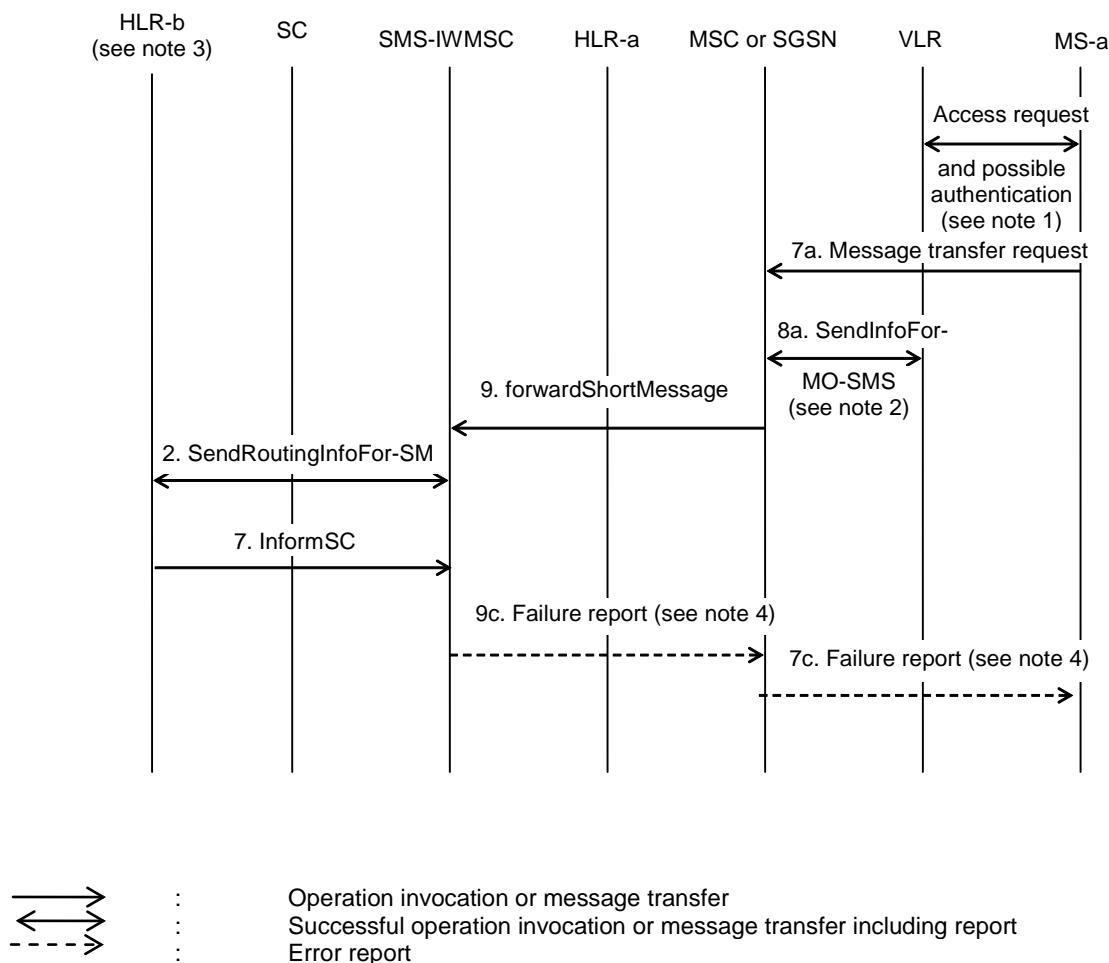 HLR-b
(see note 3)
SC
SMS-IWMSC
HLR-a
MSC or SGSN
VLR
MS-a
Access request
and possible
authentication
(see note 1)
7a. Message transfer request
8a. SendInfoFor-
MO-SMS
(see note 2)
9. forwardShortMessage
2. SendRoutingInfoFor-SM
7. InformSC
9c. Failure report (see note 4)
7c. Failure report (see note 4)
: Operation invocation or message transfer
: Successful operation invocation or message transfer including report
: Error report